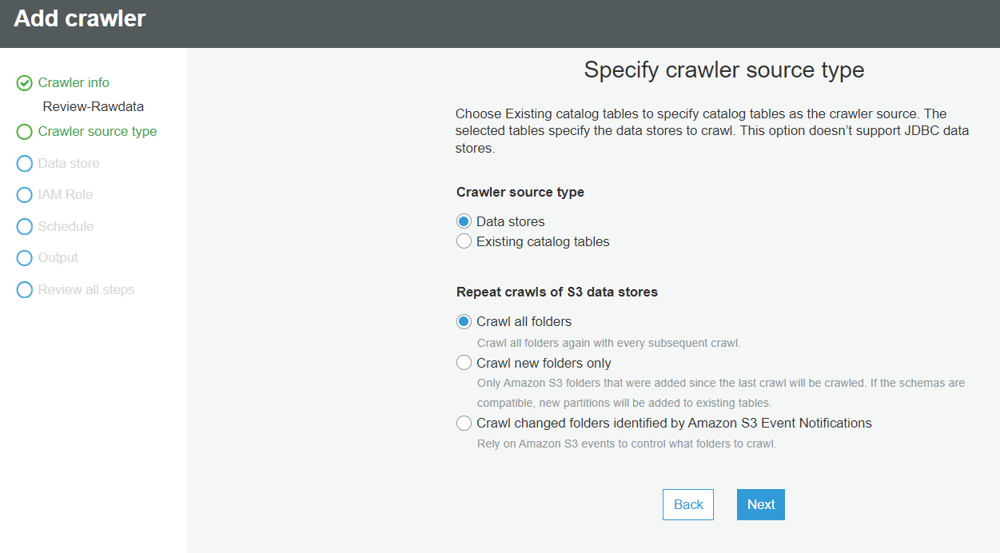 Add crawler
Crawler info
Review-Rawdata
Crawler source type
Data store
IAM Role
Schedule
Output
Review all steps
Specify crawler source type
Choose Existing catalog tables to specify catalog tables as the crawler source. The
selected tables specify the data stores to crawl. This option doesn’t support JDBC data
stores.
Crawler source type
Data stores
Existing catalog tables
Repeat crawls of S3 data stores
Crawl all folders
Crawl all folders again with every subsequent crawl.
Crawl new folders only
Only Amazon S3 folders that were added since the last crawl will be crawled. If the schemas are
compatible, new partitions will be added to existing tables.
Crawl changed folders identified by Amazon S3 Event Notifications
Rely on Amazon S3 events to control what folders to crawl.
Back
Next